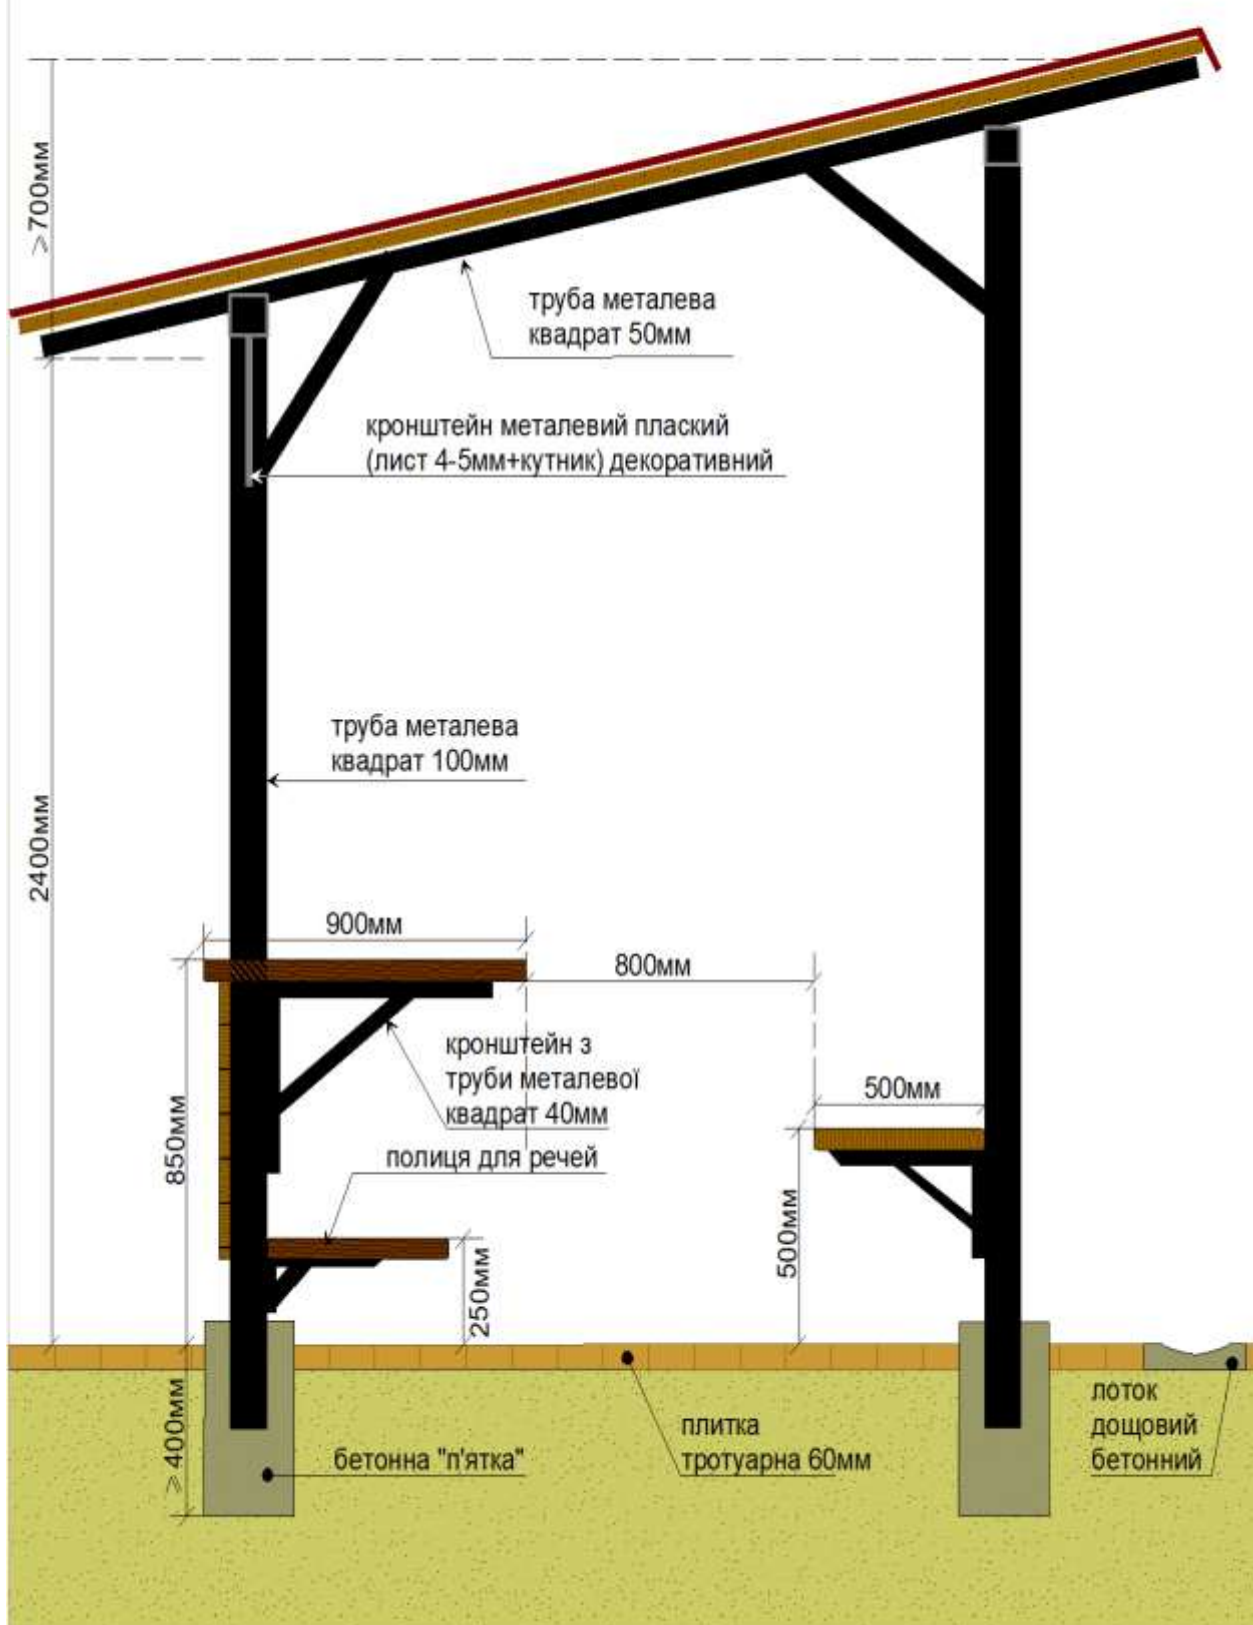 >700мм
труба металева
квадрат 50мм
кронштейн металевий плаский
(лист 4-5мм+кутник) декоративний
труба металева
квадрат 100мм
2400мм
900мм
800мм
кронштейн з
труби металевої
квадрат 40мм
500мм
850мм
полиця для речей
500мм
250мм
⩾400мм
бетонна "п'ятка"
плитка
тротуарна 60мм
лоток
дощовий
бетонний